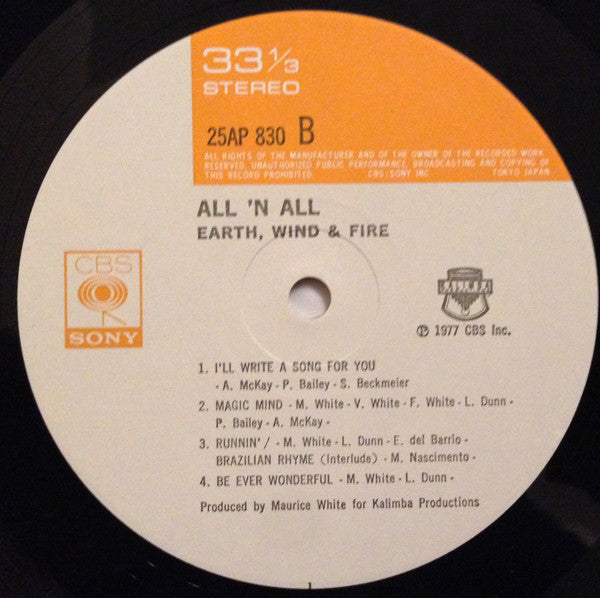 33 1/3
STEREO
25AP 830 B
ALL RIGHTS OF THE MANUFACTURER AND OF THE OWNER OF THE RECORDED WORK
RESERVED. UNAUTHORIZED PUBLIC PERFORMANCE, BROADCASTING AND COPYING OF
THIS RECORD PROHIBITED. CBS/SONY INC. TOKYO JAPAN
ALL 'N ALL
EARTH, WIND & FIRE
CBS
SONY
KALIMBA
Ⓟ 1977 CBS Inc.
1. I'LL WRITE A SONG FOR YOU
- A. McKay - P. Bailey - S. Beckmeier
2. MAGIC MIND - M. White - V. White - F. White - L. Dunn -
P. Bailey - A. McKay -
3. RUNNIN' / - M. White - L. Dunn - E. del Barrio -
BRAZILIAN RHYME (Interlude) - M. Nascimento -
4. BE EVER WONDERFUL - M. White - L. Dunn -
Produced by Maurice White for Kalimba Productions